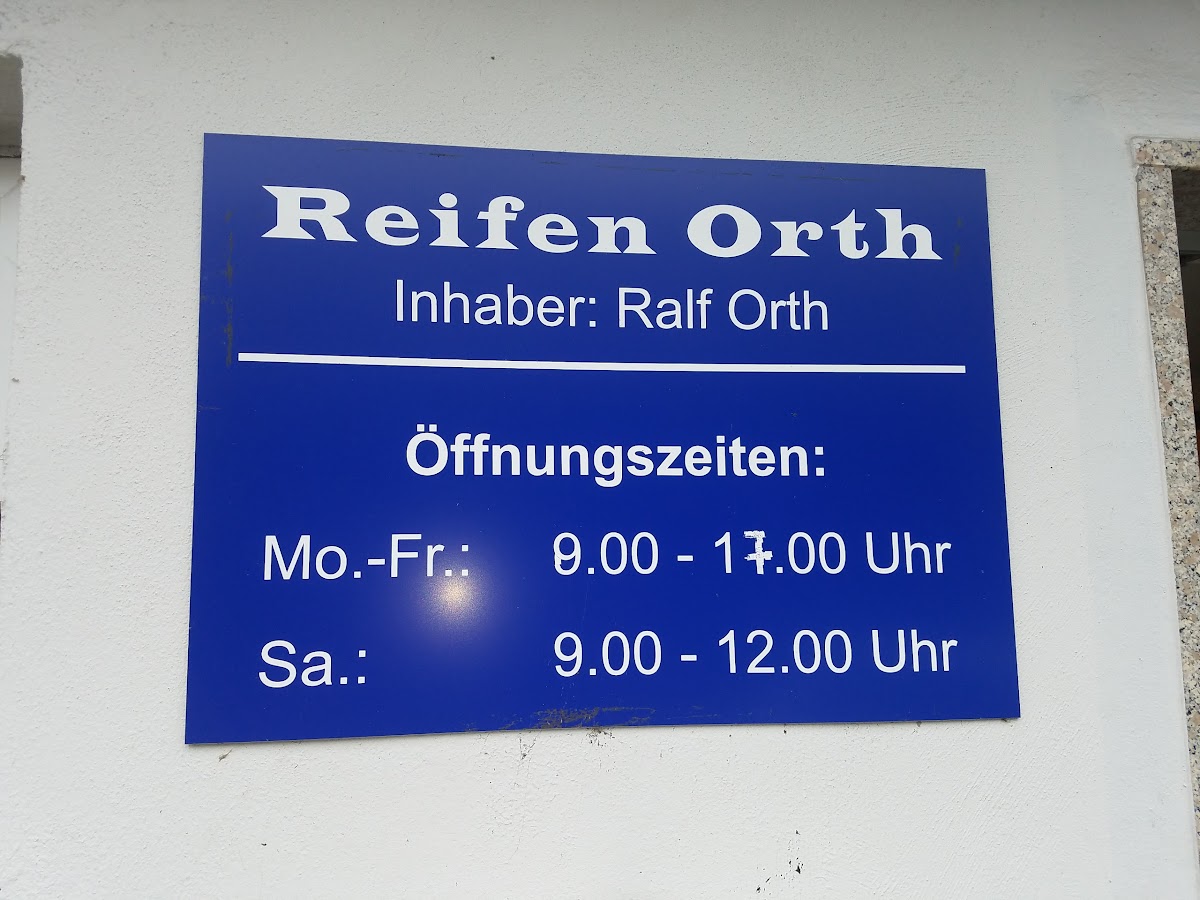 Reifen Orth
Inhaber: Ralf Orth
Öffnungszeiten:
Mo.-Fr.: 9.00 - 17.00 Uhr
Sa.: 9.00 - 12.00 Uhr